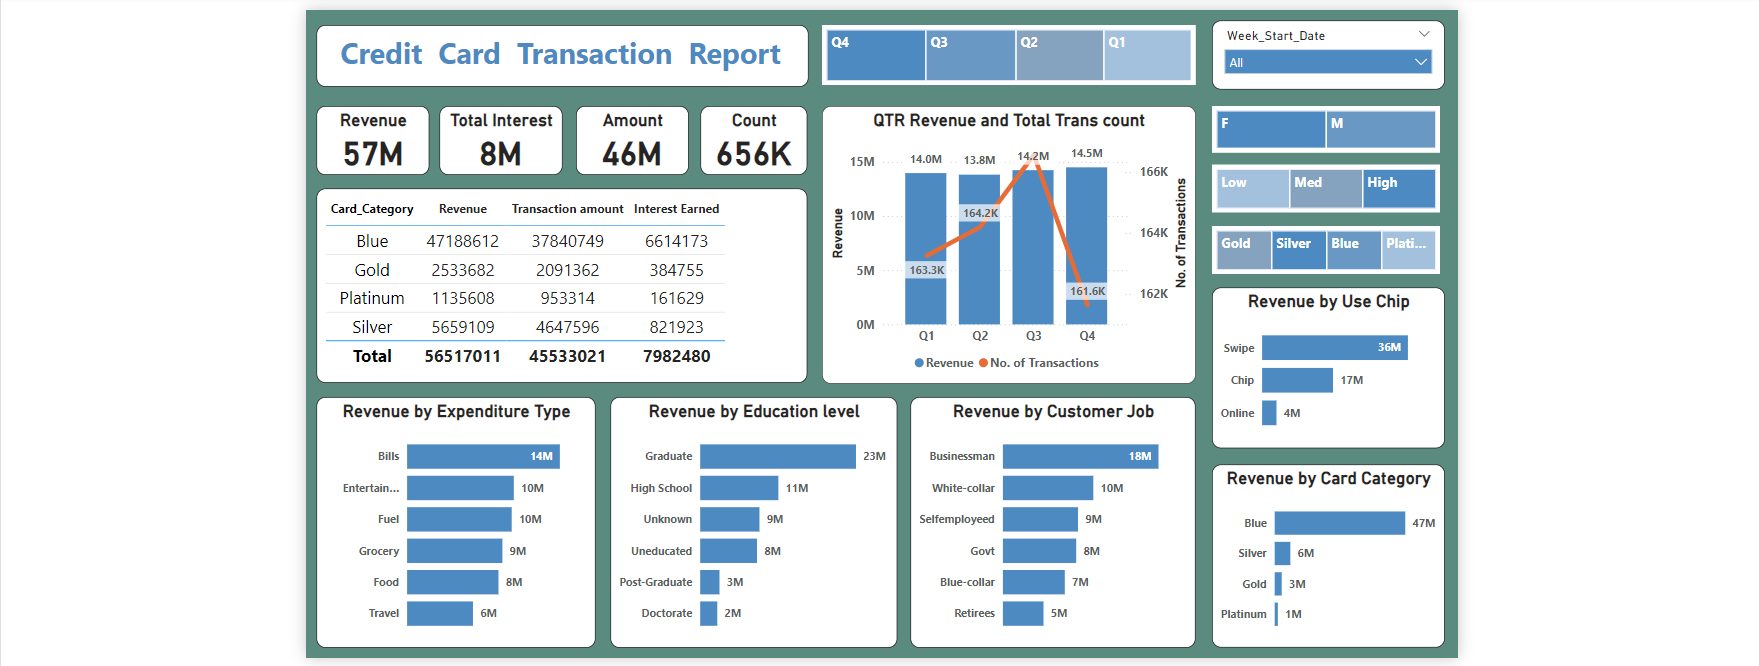 Credit Card Transaction Report
Q4 Q3 Q2 Q1
Week_Start_Date
All
Revenue
57M
Total Interest
8M
Amount
46M
Count
656K
F M
Low Med High
Gold Silver Blue Plati...
Card_Category Revenue Transaction amount Interest Earned
Blue 47188612 37840749 6614173
Gold 2533682 2091362 384755
Platinum 1135608 953314 161629
Silver 5659109 4647596 821923
Total 56517011 45533021 7982480
QTR Revenue and Total Trans count
Revenue
15M
10M
5M
0M
14.0M 13.8M 14.2M 14.5M
163.3K 164.2K 161.6K
166K
164K
162K
No. of Transactions
Q1 Q2 Q3 Q4
Revenue No. of Transactions
Revenue by Use Chip
Swipe 36M
Chip 17M
Online 4M
Revenue by Expenditure Type
Bills 14M
Entertain... 10M
Fuel 10M
Grocery 9M
Food 8M
Travel 6M
Revenue by Education level
Graduate 23M
High School 11M
Unknown 9M
Uneducated 8M
Post-Graduate 3M
Doctorate 2M
Revenue by Customer Job
Businessman 18M
White-collar 10M
Selfemployeed 9M
Govt 8M
Blue-collar 7M
Retirees 5M
Revenue by Card Category
Blue 47M
Silver 6M
Gold 3M
Platinum 1M